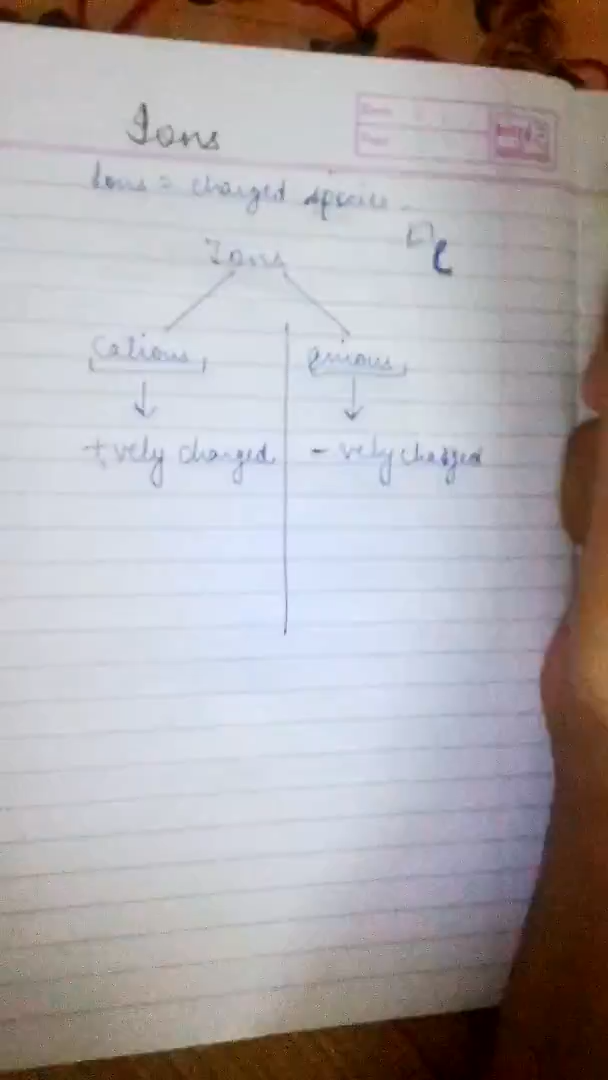 Ions
Ions = charged species -
Ions
Cations
anions
+vely charged
- vely charged